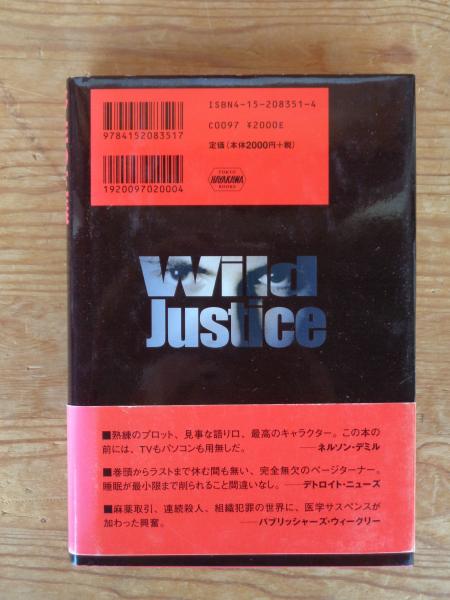 ISBN4-15-208351-4
9784152083517
C0097 ¥2000E
定価(本体2000円+税)
TOKYO
HAYAKAWA
BOOKS
1920097020004
Wild
Justice
■熟練のプロット、見事な語り口、最高のキャラクター。この本の
前には、TVもパソコンも用無しだ。 ──ネルソン・デミル
■巻頭からラストまで休む間も無い、完全無欠のページターナー。
睡眠が最小限まで削られること間違いなし。──デトロイト・ニューズ
■麻薬取引、連続殺人、組織犯罪の世界に、医学サスペンスが
加わった興奮。 ──パブリッシャーズ・ウィークリー